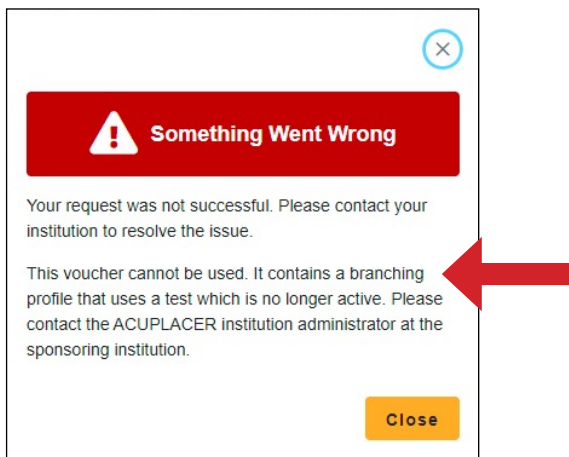 Something Went Wrong
Your request was not successful. Please contact your
institution to resolve the issue.
This voucher cannot be used. It contains a branching
profile that uses a test which is no longer active. Please
contact the ACUPLACER institution administrator at the
sponsoring institution.
Close